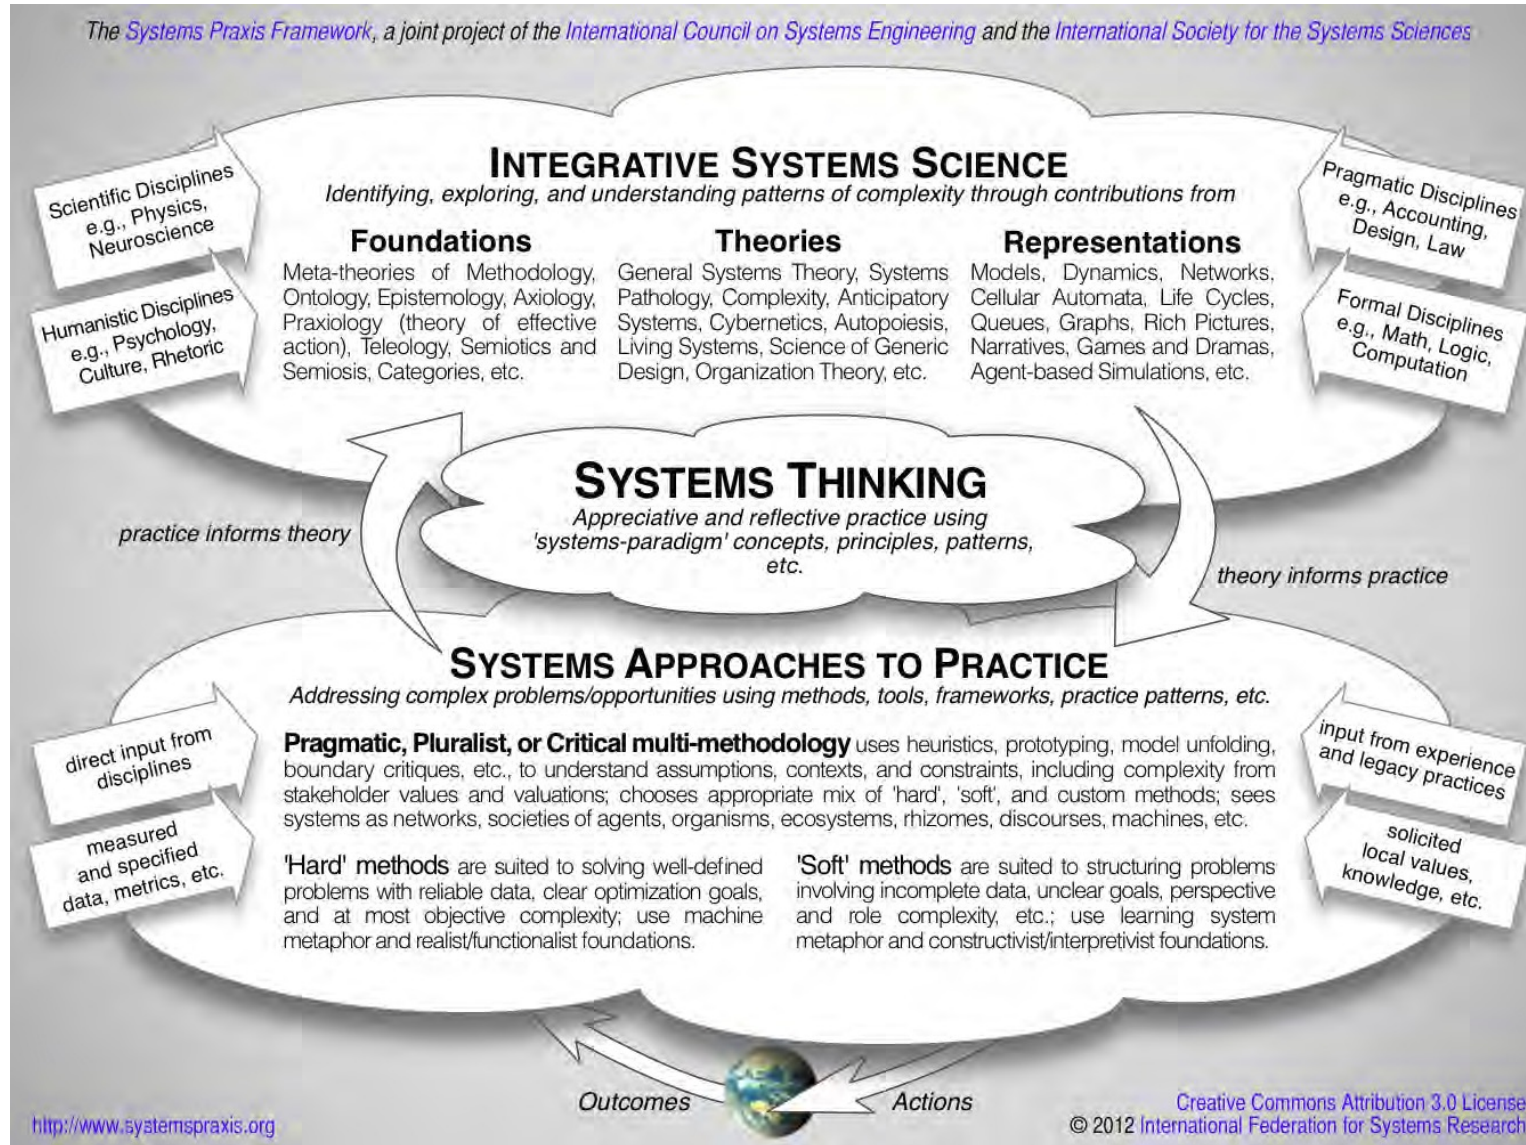 The Systems Praxis Framework, a joint project of the International Council on Systems Engineering and the International Society for the Systems Sciences
INTEGRATIVE SYSTEMS SCIENCE
Identifying, exploring, and understanding patterns of complexity through contributions from
Scientific Disciplines
e.g., Physics,
Neuroscience
Humanistic Disciplines
e.g., Psychology,
Culture, Rhetoric
Foundations
Meta-theories of Methodology,
Ontology, Epistemology, Axiology,
Praxiology (theory of effective
action), Teleology, Semiotics and
Semiosis, Categories, etc.
Theories
General Systems Theory, Systems
Pathology, Complexity, Anticipatory
Systems, Cybernetics, Autopoiesis,
Living Systems, Science of Generic
Design, Organization Theory, etc.
Representations
Models, Dynamics, Networks,
Cellular Automata, Life Cycles,
Queues, Graphs, Rich Pictures,
Narratives, Games and Dramas,
Agent-based Simulations, etc.
Pragmatic Disciplines
e.g., Accounting,
Design, Law
Formal Disciplines
e.g., Math, Logic,
Computation
SYSTEMS THINKING
Appreciative and reflective practice using
'systems-paradigm' concepts, principles, patterns,
etc.
practice informs theory
theory informs practice
SYSTEMS APPROACHES TO PRACTICE
Addressing complex problems/opportunities using methods, tools, frameworks, practice patterns, etc.
direct input from
disciplines
measured
and specified
data, metrics, etc.
Pragmatic, Pluralist, or Critical multi-methodology uses heuristics, prototyping, model unfolding,
boundary critiques, etc., to understand assumptions, contexts, and constraints, including complexity from
stakeholder values and valuations; chooses appropriate mix of 'hard', 'soft', and custom methods; sees
systems as networks, societies of agents, organisms, ecosystems, rhizomes, discourses, machines, etc.
'Hard' methods are suited to solving well-defined
problems with reliable data, clear optimization goals,
and at most objective complexity; use machine
metaphor and realist/functionalist foundations.
'Soft' methods are suited to structuring problems
involving incomplete data, unclear goals, perspective
and role complexity, etc.; use learning system
metaphor and constructivist/interpretivist foundations.
input from experience
and legacy practices
solicited
local values,
knowledge, etc.
Outcomes
Actions
http://www.systemspraxis.org
Creative Commons Attribution 3.0 License
© 2012 International Federation for Systems Research